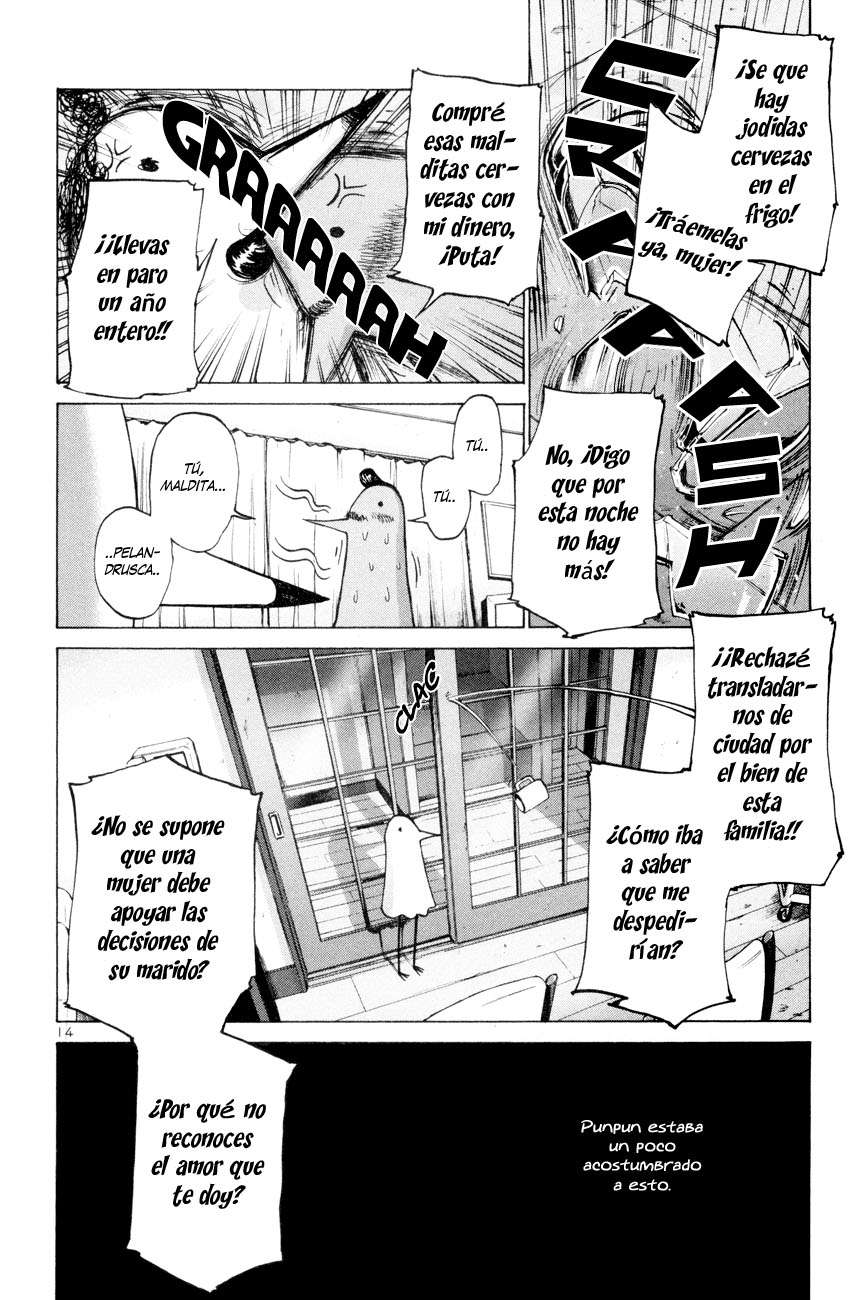 ¡Se que
hay
jodidas
cervezas
en el
frigo!
¡Tráemelas
ya, mujer!
CRAAASH
Compré
esas mal-
ditas cer-
vezas con
mi dinero,
¡Puta!
GRAAAAAAAH
¡¡Llevas
en paro
un año
entero!!
No, ¡Digo
que por
esta noche
no hay
más!
TÚ..
TÚ..
TÚ,
MALDITA...
..PELAN-
DRUSCA..
¡¡Rechazé
transladar-
nos de
ciudad por
el bien de
esta
familia!!
CLAC
¿Cómo iba
a saber
que me
despedi-
rían?
¿No se supone
que una
mujer debe
apoyar las
decisiones de
su marido?
14
¿Por qué no
reconoces
el amor que
te doy?
Punpun estaba
un poco
acostumbrado
a esto.